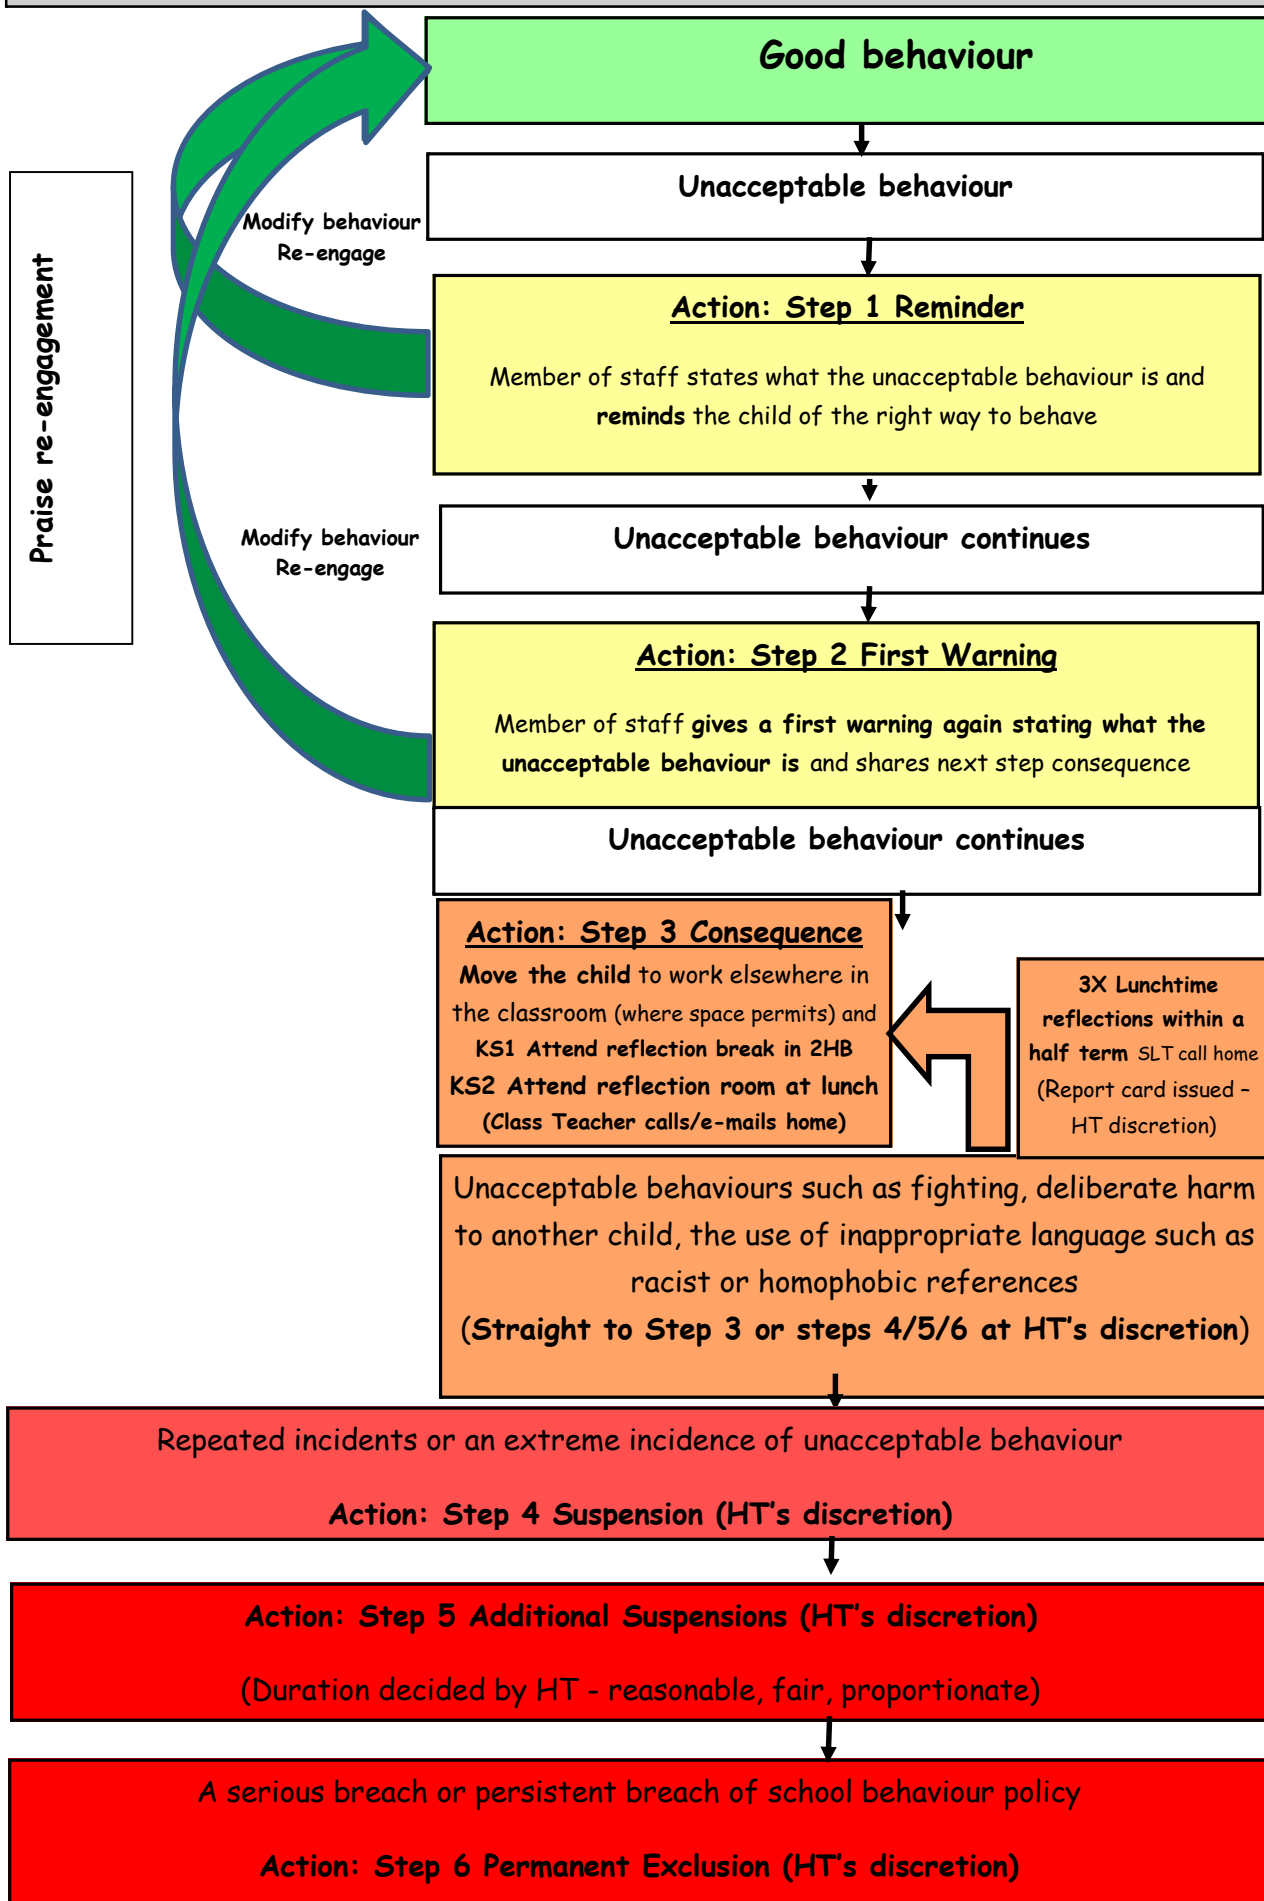 Good behaviour
Unacceptable behaviour
Modify behaviour
Re-engage
Praise re-engagement
Action: Step 1 Reminder
Member of staff states what the unacceptable behaviour is and
reminds the child of the right way to behave
Unacceptable behaviour continues
Modify behaviour
Re-engage
Action: Step 2 First Warning
Member of staff gives a first warning again stating what the
unacceptable behaviour is and shares next step consequence
Unacceptable behaviour continues
Action: Step 3 Consequence
Move the child to work elsewhere in
the classroom (where space permits) and
KS1 Attend reflection break in 2HB
KS2 Attend reflection room at lunch
(Class Teacher calls/e-mails home)
3X Lunchtime
reflections within a
half term SLT call home
(Report card issued –
HT discretion)
Unacceptable behaviours such as fighting, deliberate harm
to another child, the use of inappropriate language such as
racist or homophobic references
(Straight to Step 3 or steps 4/5/6 at HT's discretion)
Repeated incidents or an extreme incidence of unacceptable behaviour
Action: Step 4 Suspension (HT's discretion)
Action: Step 5 Additional Suspensions (HT's discretion)
(Duration decided by HT - reasonable, fair, proportionate)
A serious breach or persistent breach of school behaviour policy
Action: Step 6 Permanent Exclusion (HT's discretion)